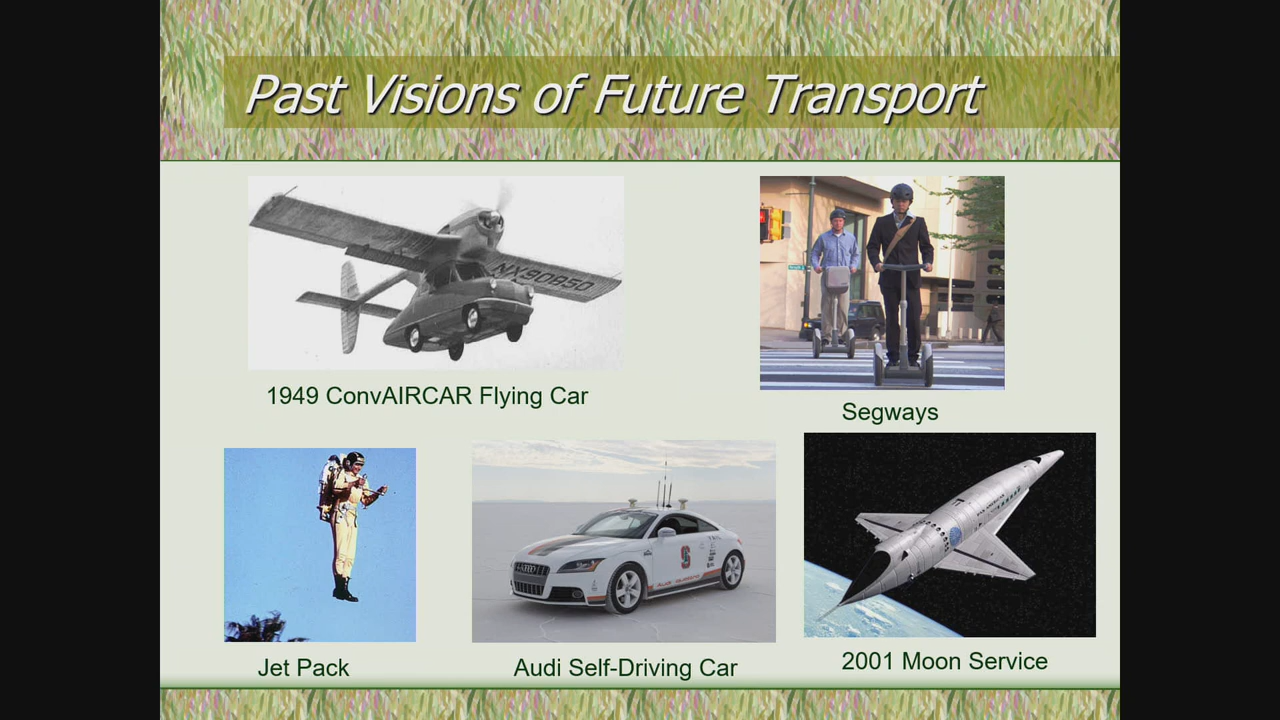 Past Visions of Future Transport
NX90850
1949 ConvAIRCAR Flying Car
Segways
Jet Pack
Audi Self-Driving Car
2001 Moon Service